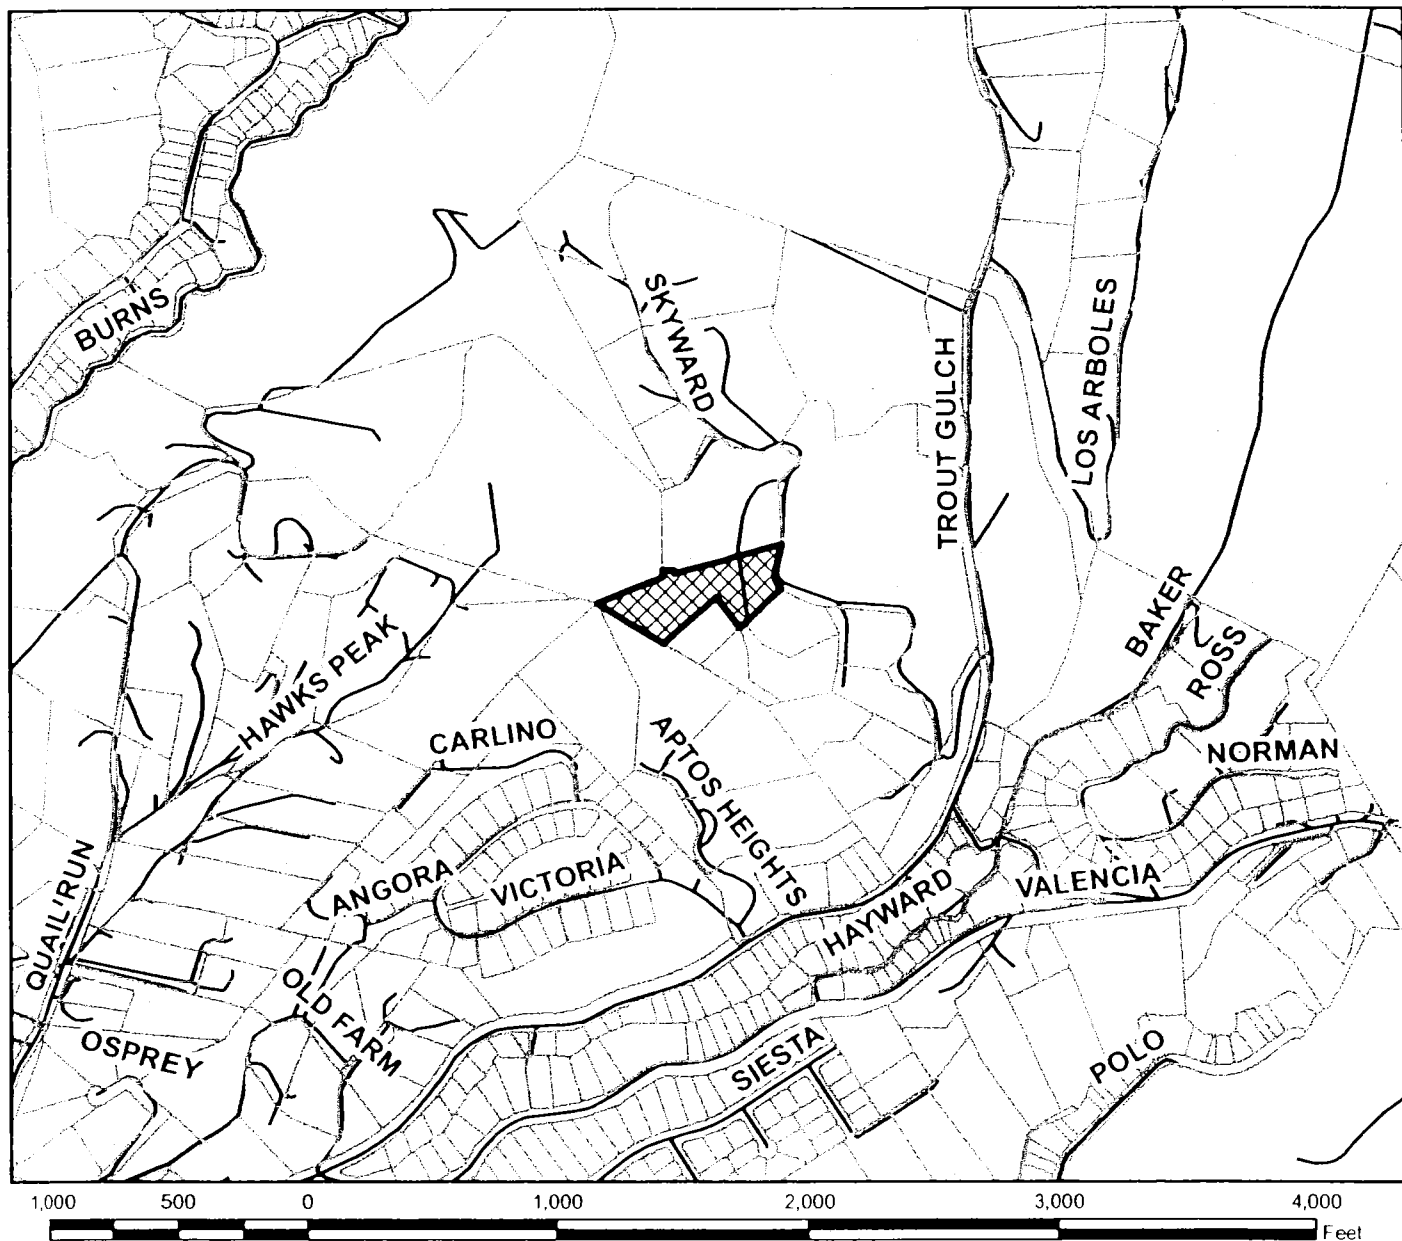 BURNS
SKYWARD
TROUT GULCH
LOS ARBOLES
BAKER
ROSS
HAWKS PEAK
CARLINO
APTOS HEIGHTS
NORMAN
QUAIL RUN
ANGORA
VICTORIA
HAYWARD
VALENCIA
OLD FARM
OSPREY
SIESTA
POLO
1,000 500 0 1,000 2,000 3,000 4,000
Feet